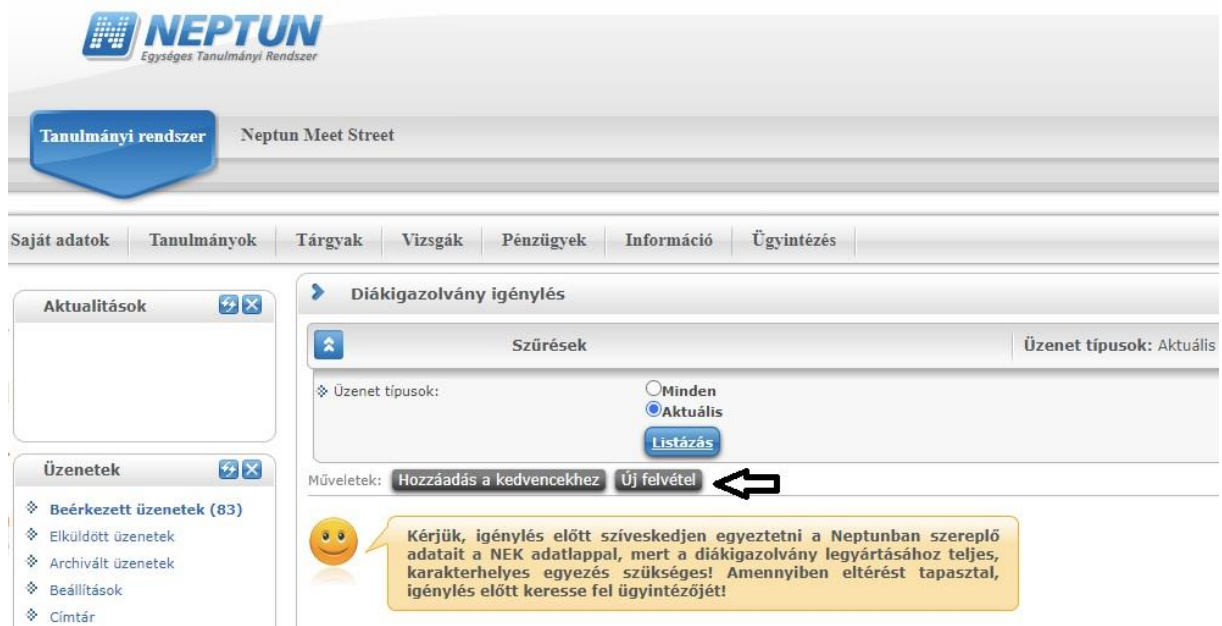 NEPTUN
Egységes Tanulmányi Rendszer
Tanulmányi rendszer Neptun Meet Street
Saját adatok Tanulmányok Tárgyak Vizsgák Pénzügyek Információ Ügyintézés
Aktualitások
Diákigazolvány igénylés
Szűrések Üzenet típusok: Aktuális
Üzenet típusok: Minden
Aktuális
Listázás
Műveletek: Hozzáadás a kedvencekhez Új felvétel
Kérjük, igénylés előtt szíveskedjen egyeztetni a Neptunban szereplő
adatait a NEK adatlappal, mert a diákigazolvány legyártásához teljes,
karakterhelyes egyezés szükséges! Amennyiben eltérést tapasztal,
igénylés előtt keresse fel ügyintézőjét!
Üzenetek
Beérkezett üzenetek (83)
Elküldött üzenetek
Archivált üzenetek
Beállítások
Címtár